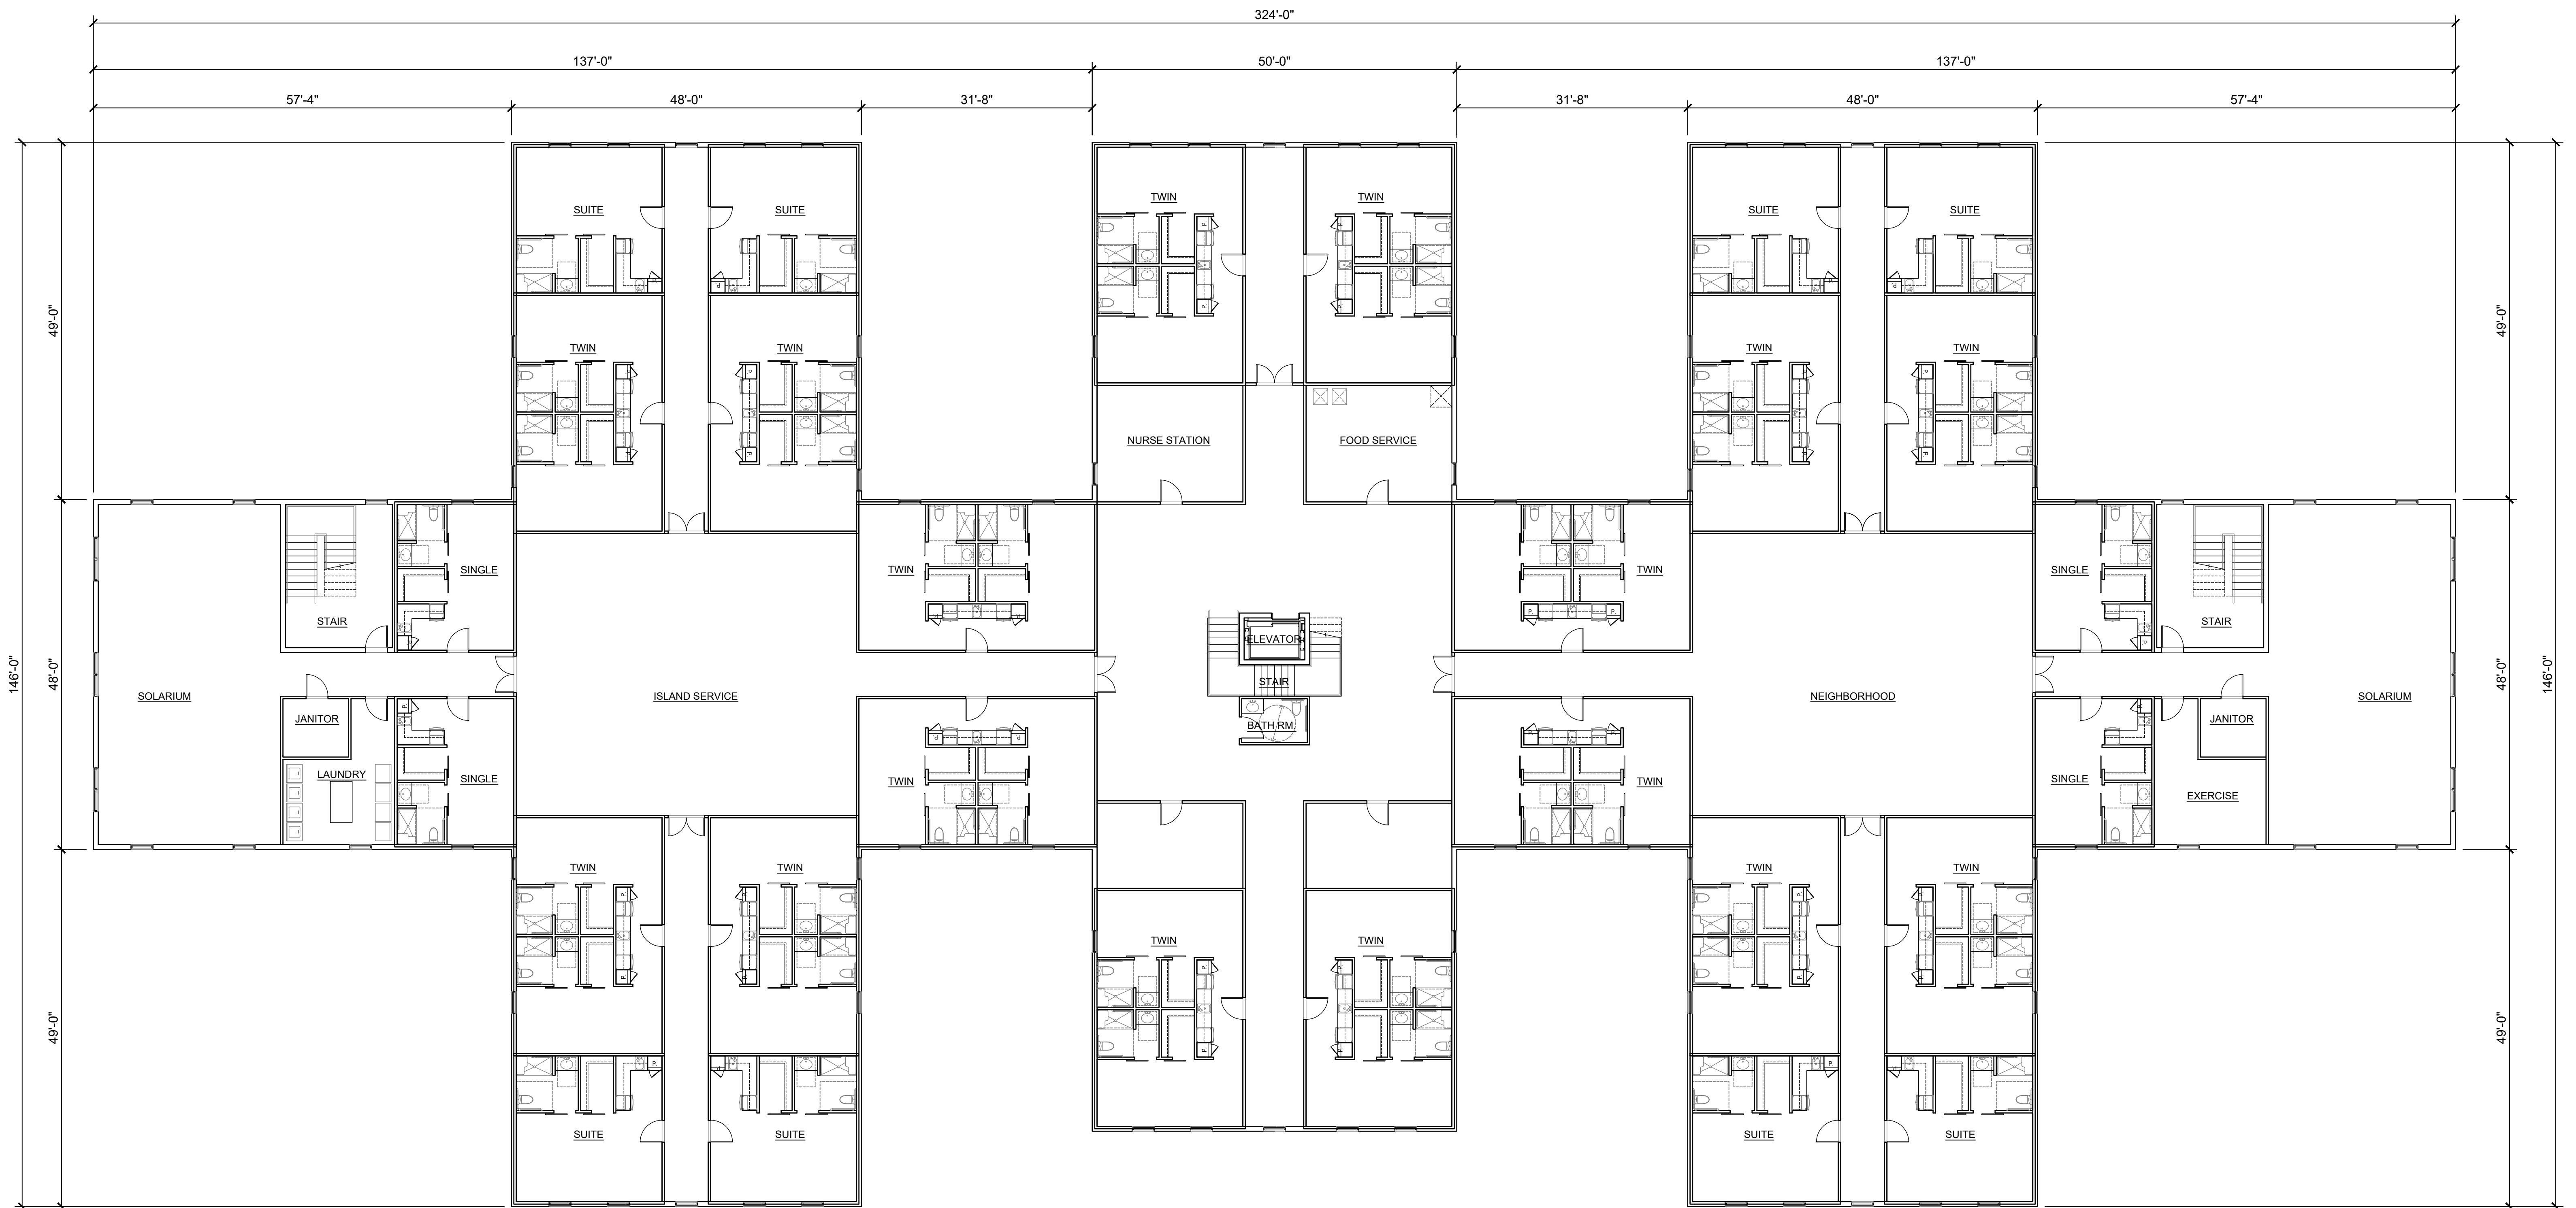 324'-0"
137'-0"
50'-0"
137'-0"
57'-4"
48'-0"
31'-8"
31'-8"
48'-0"
57'-4"
SUITE
SUITE
TWIN
TWIN
SUITE
SUITE
49'-0"
49'-0"
TWIN
TWIN
TWIN
TWIN
NURSE STATION
FOOD SERVICE
SINGLE
TWIN
TWIN
TWIN
TWIN
SINGLE
STAIR
STAIR
ELEVATOR
146'-0"
48'-0"
48'-0"
146'-0"
STAIR
SOLARIUM
ISLAND SERVICE
NEIGHBORHOOD
SOLARIUM
JANITOR
BATH RM.
JANITOR
LAUNDRY
SINGLE
TWIN
TWIN
TWIN
TWIN
SINGLE
EXERCISE
TWIN
TWIN
TWIN
TWIN
TWIN
TWIN
49'-0"
49'-0"
SUITE
SUITE
SUITE
SUITE